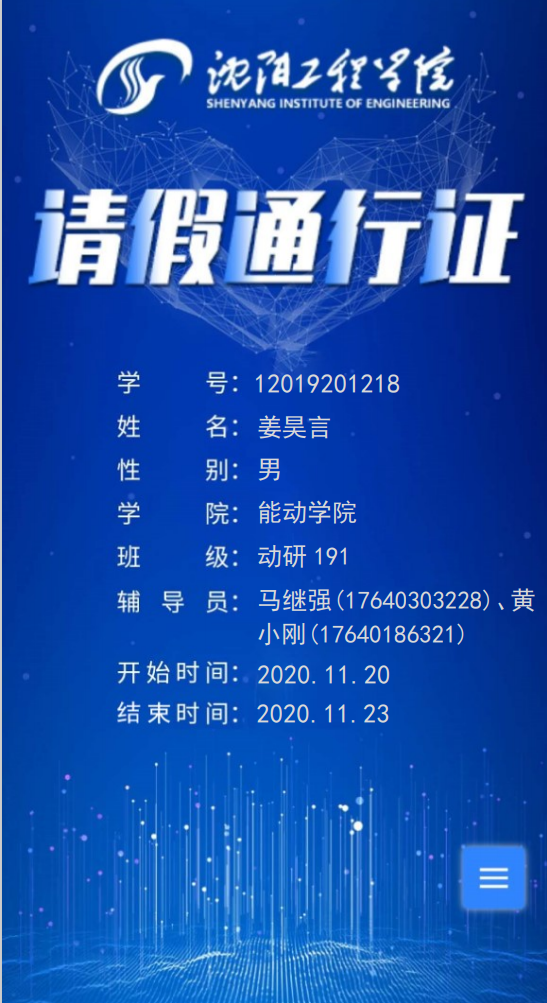 沈阳工程学院
SHENYANG INSTITUTE OF ENGINEERING
请假通行证
学号：12019201218
姓名：姜昊言
性别：男
学院：能动学院
班级：动研191
辅导员：马继强(17640303228)、黄
小刚(17640186321)
开始时间：2020.11.20
结束时间：2020.11.23